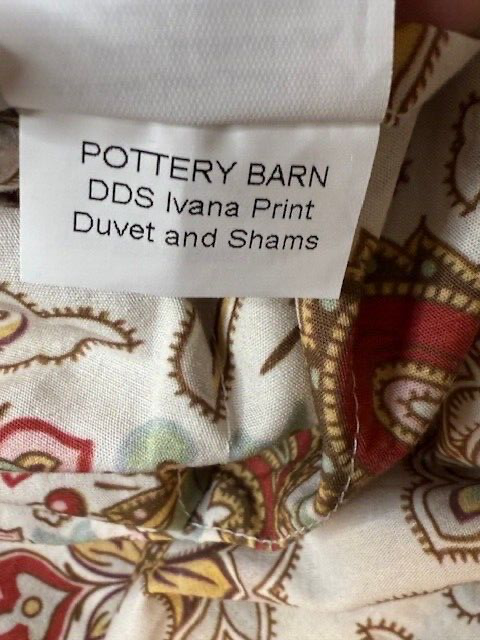 POTTERY BARN
DDS Ivana Print
Duvet and Shams